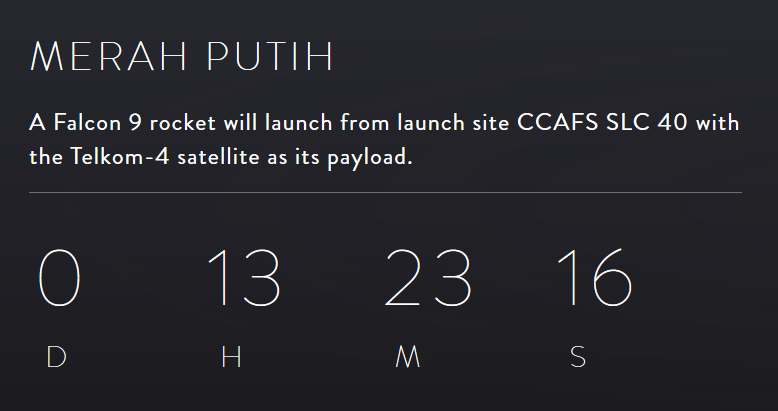 MERAH PUTIH
A Falcon 9 rocket will launch from launch site CCAFS SLC 40 with
the Telkom-4 satellite as its payload.
0 13 23 16
D H M S